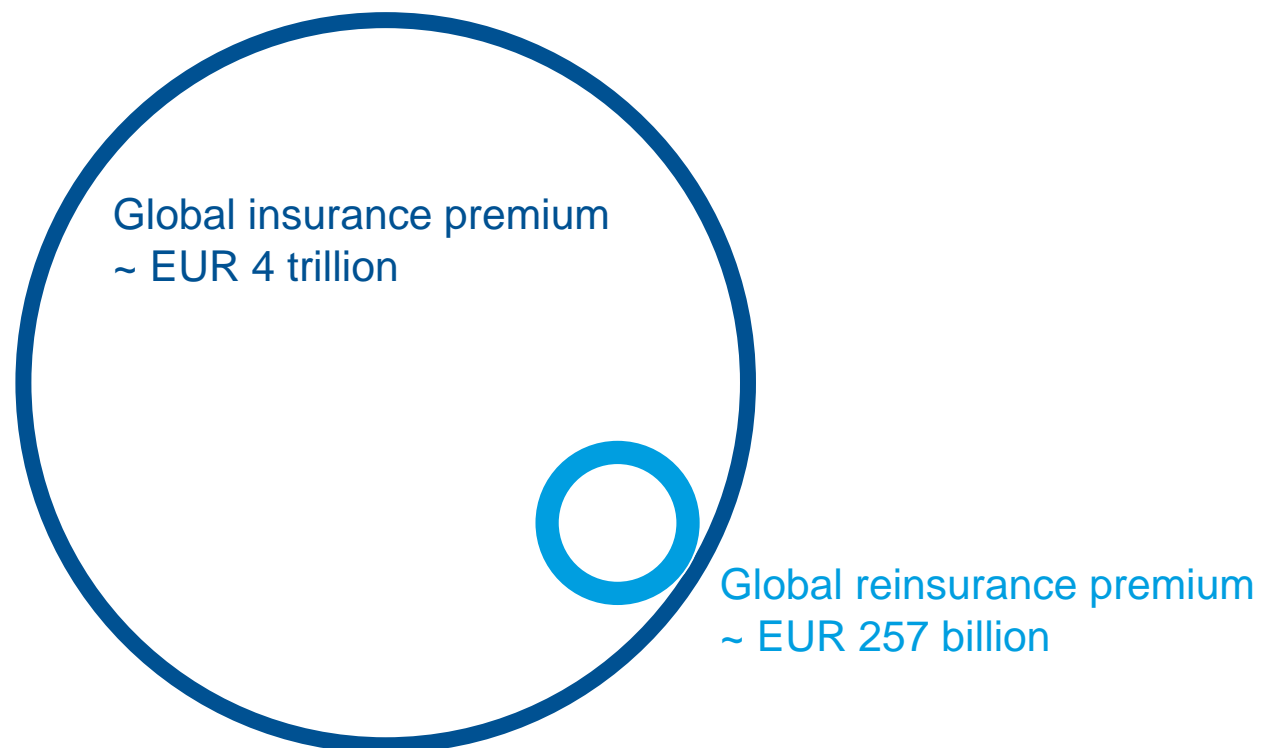 Global insurance premium
~ EUR 4 trillion
Global reinsurance premium
~ EUR 257 billion